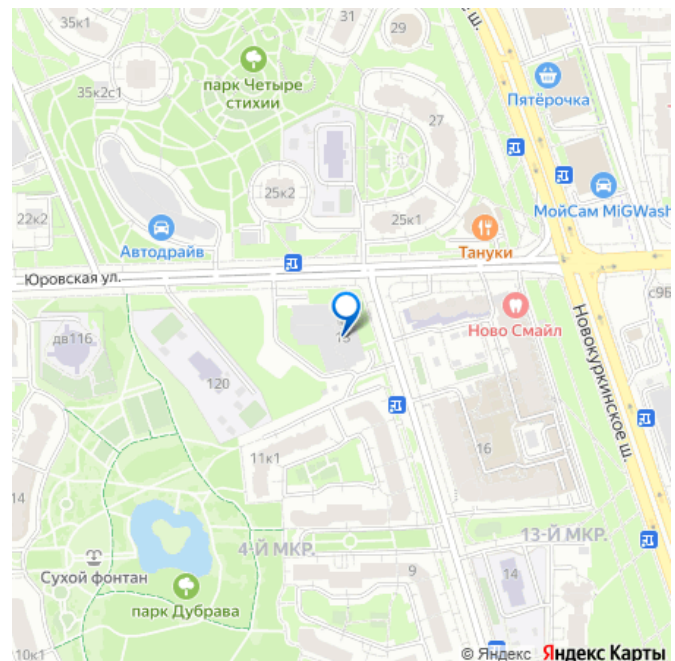 35к1
31
29
е ш.
парк Четыре
стихии
35к2с1
Пятёрочка
27
25к2
МойСам MiGWash
22к2
25к1
Автодрайв
Тануки
Юровская ул.
с9Б
Ново Смайл
13
дв116
Новокуркинское ш.
120
11к1
16
14
4-Й МКР.
13-Й МКР.
Сухой фонтан
9
14
парк Дубрава
10к1
© Яндекс Яндекс Карты